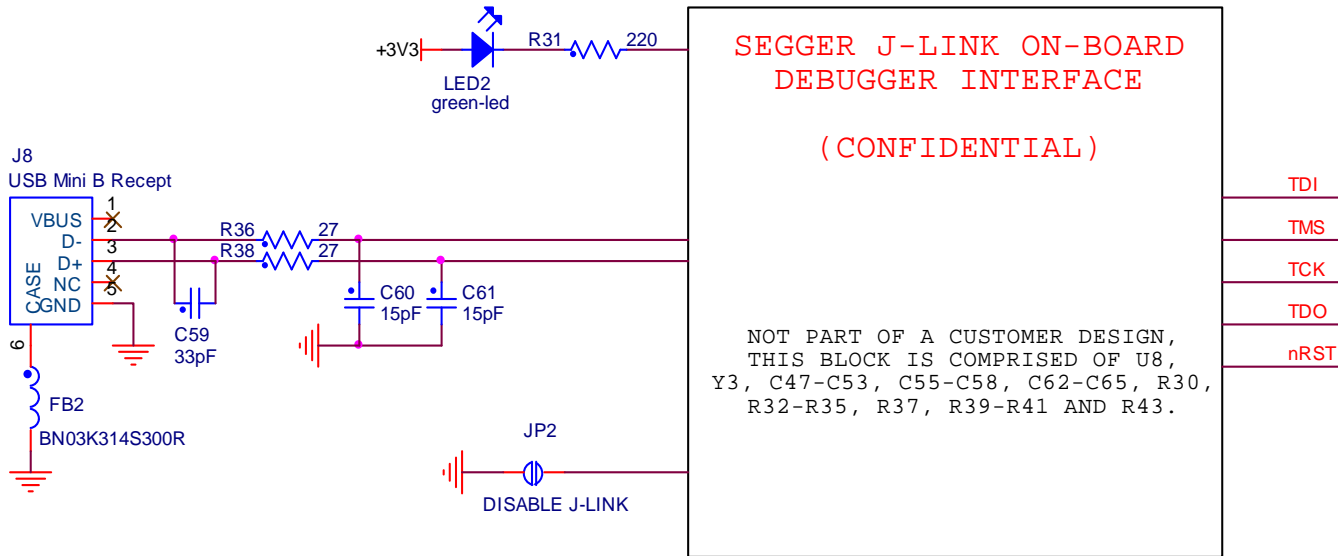 +3V3
LED2
green-led
R31
220
SEGGER J-LINK ON-BOARD
DEBUGGER INTERFACE
(CONFIDENTIAL)
J8
USB Mini B Recept
VBUS
D-
D+
NC
GND
CASE
1
2
3
4
5
6
R36
27
R38
27
C59
33pF
C60
15pF
C61
15pF
FB2
BN03K314S300R
JP2
DISABLE J-LINK
NOT PART OF A CUSTOMER DESIGN,
THIS BLOCK IS COMPRISED OF U8,
Y3, C47-C53, C55-C58, C62-C65, R30,
R32-R35, R37, R39-R41 AND R43.
TDI
TMS
TCK
TDO
nRST